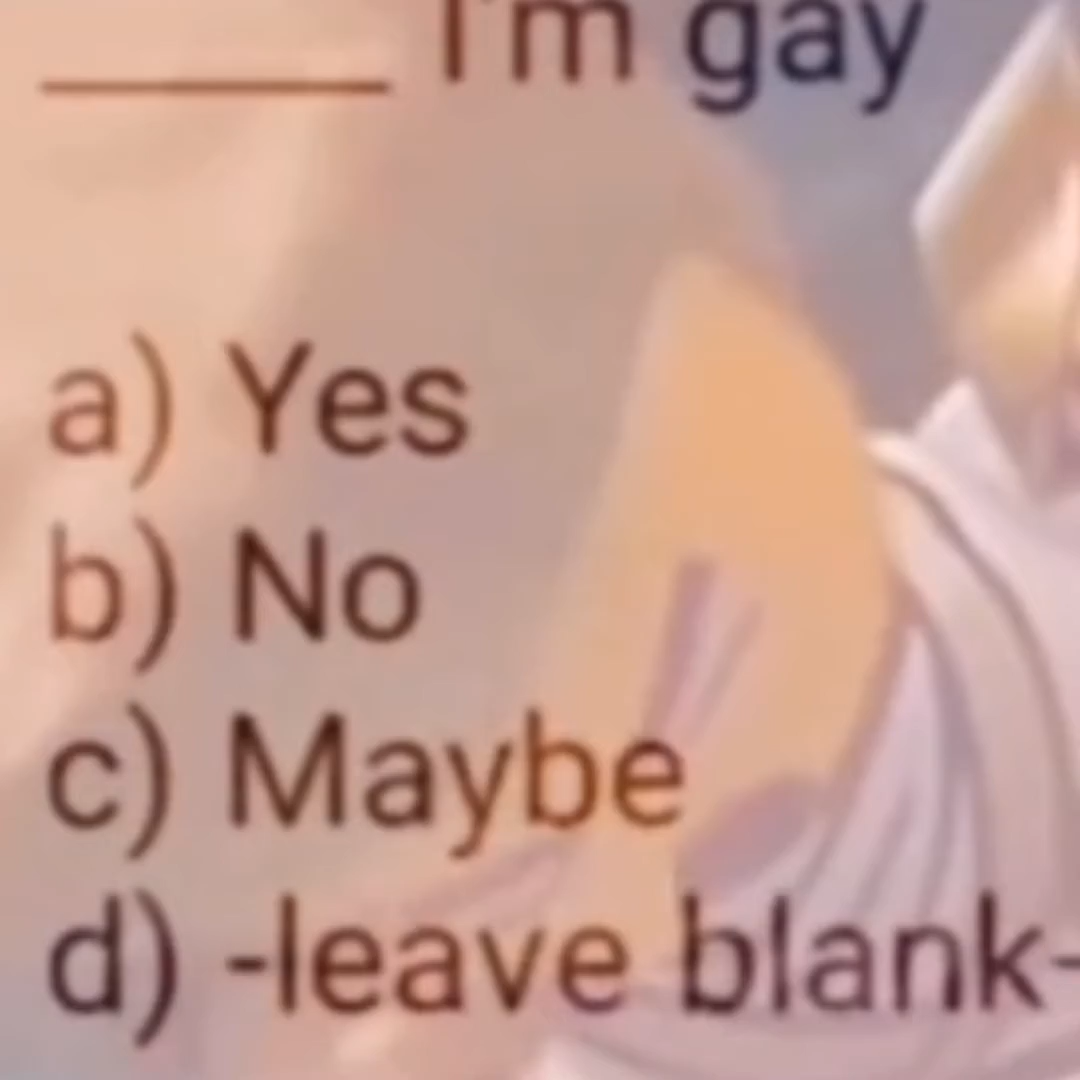 _____ I'm gay
a) Yes
b) No
c) Maybe
d) -leave blank-